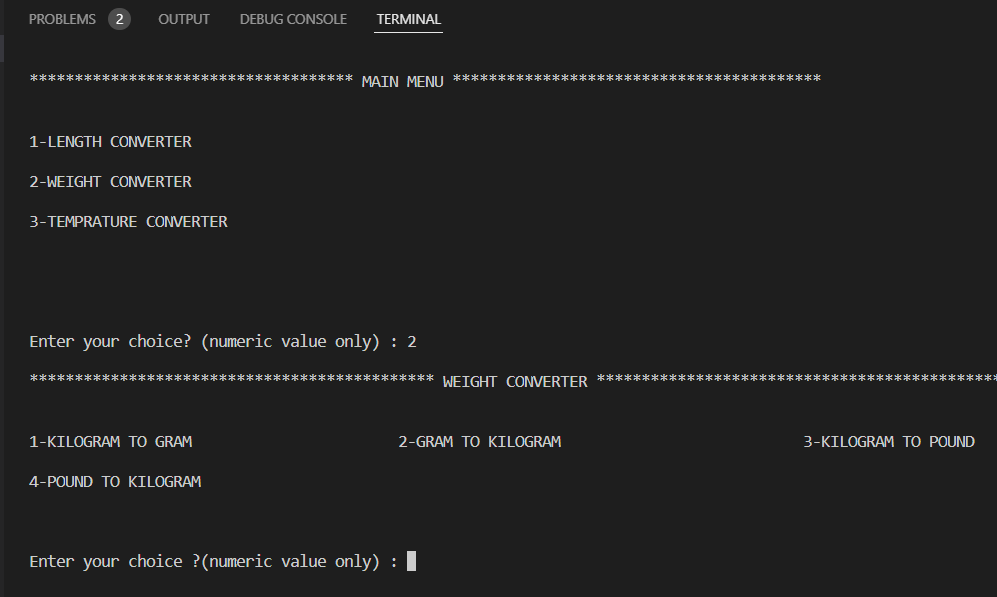 PROBLEMS 2 OUTPUT DEBUG CONSOLE TERMINAL
************************************ MAIN MENU *****************************************
1-LENGTH CONVERTER
2-WEIGHT CONVERTER
3-TEMPRATURE CONVERTER
Enter your choice? (numeric value only) : 2
********************************************* WEIGHT CONVERTER *********************************************
1-KILOGRAM TO GRAM 2-GRAM TO KILOGRAM 3-KILOGRAM TO POUND
4-POUND TO KILOGRAM
Enter your choice ?(numeric value only) :